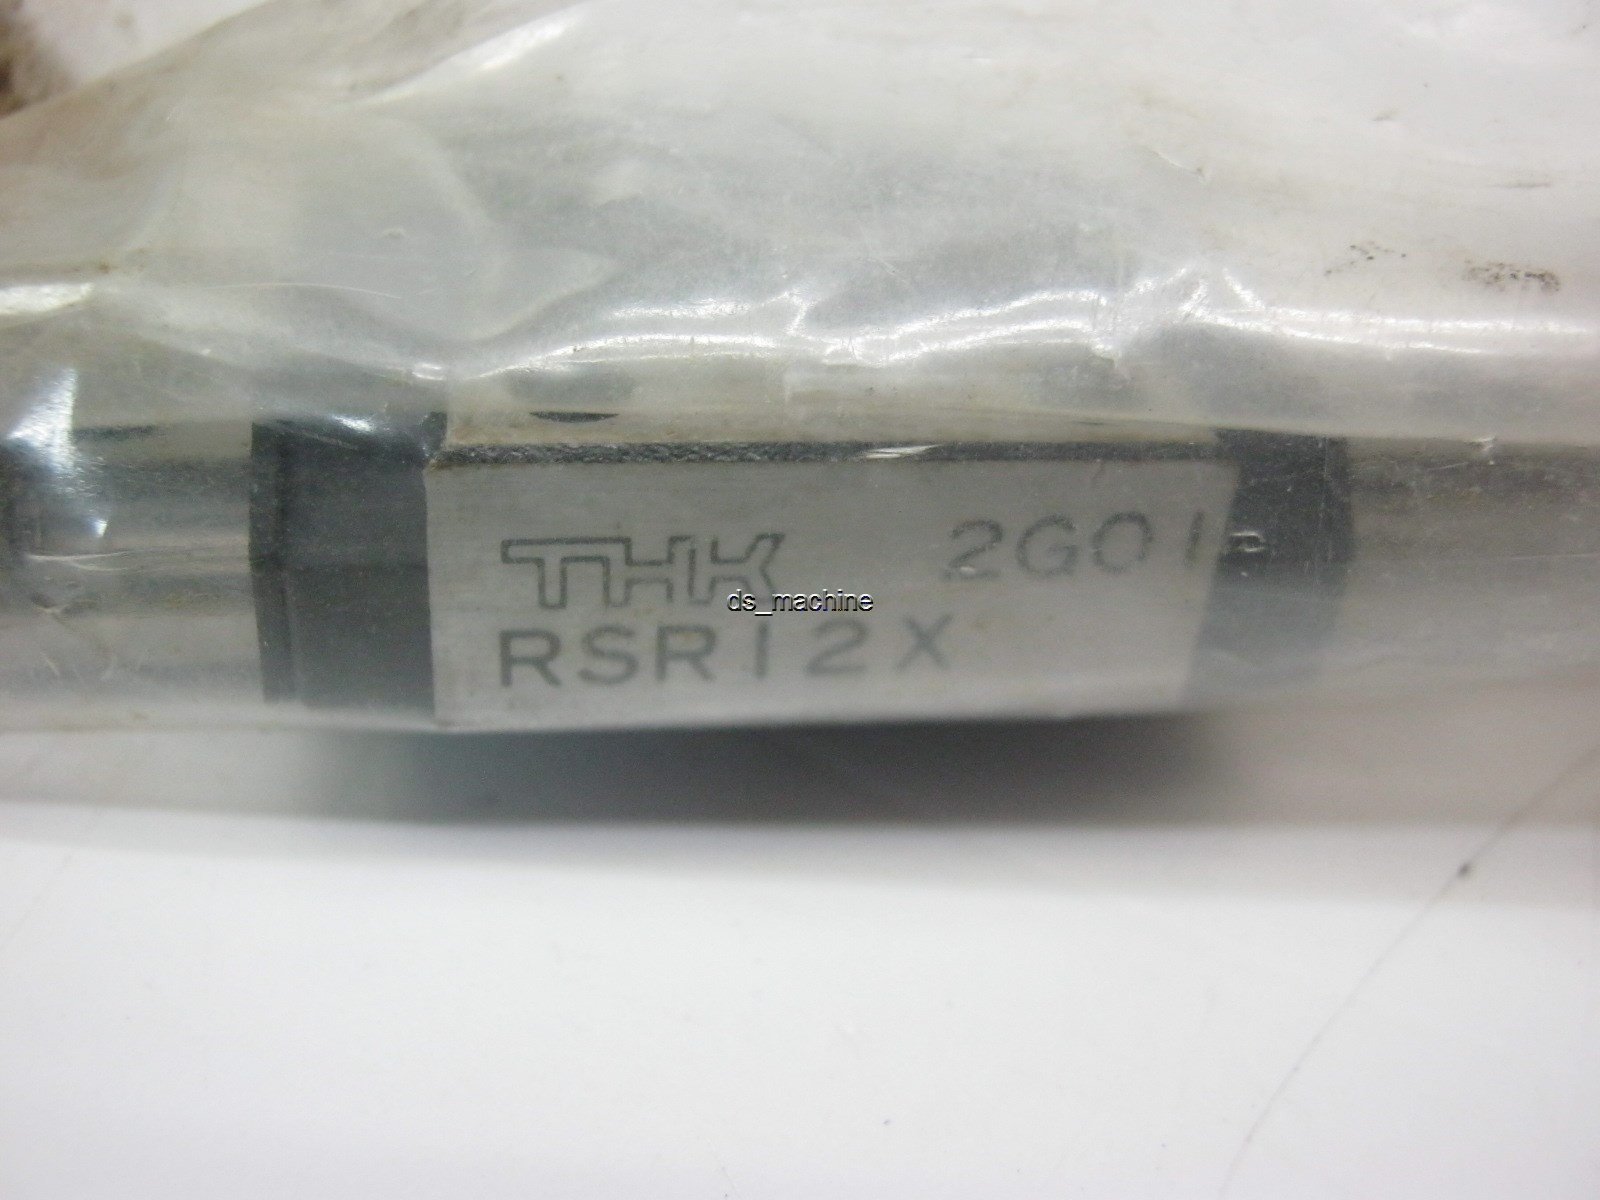 THK 2G01
ds_machine
RSR12X